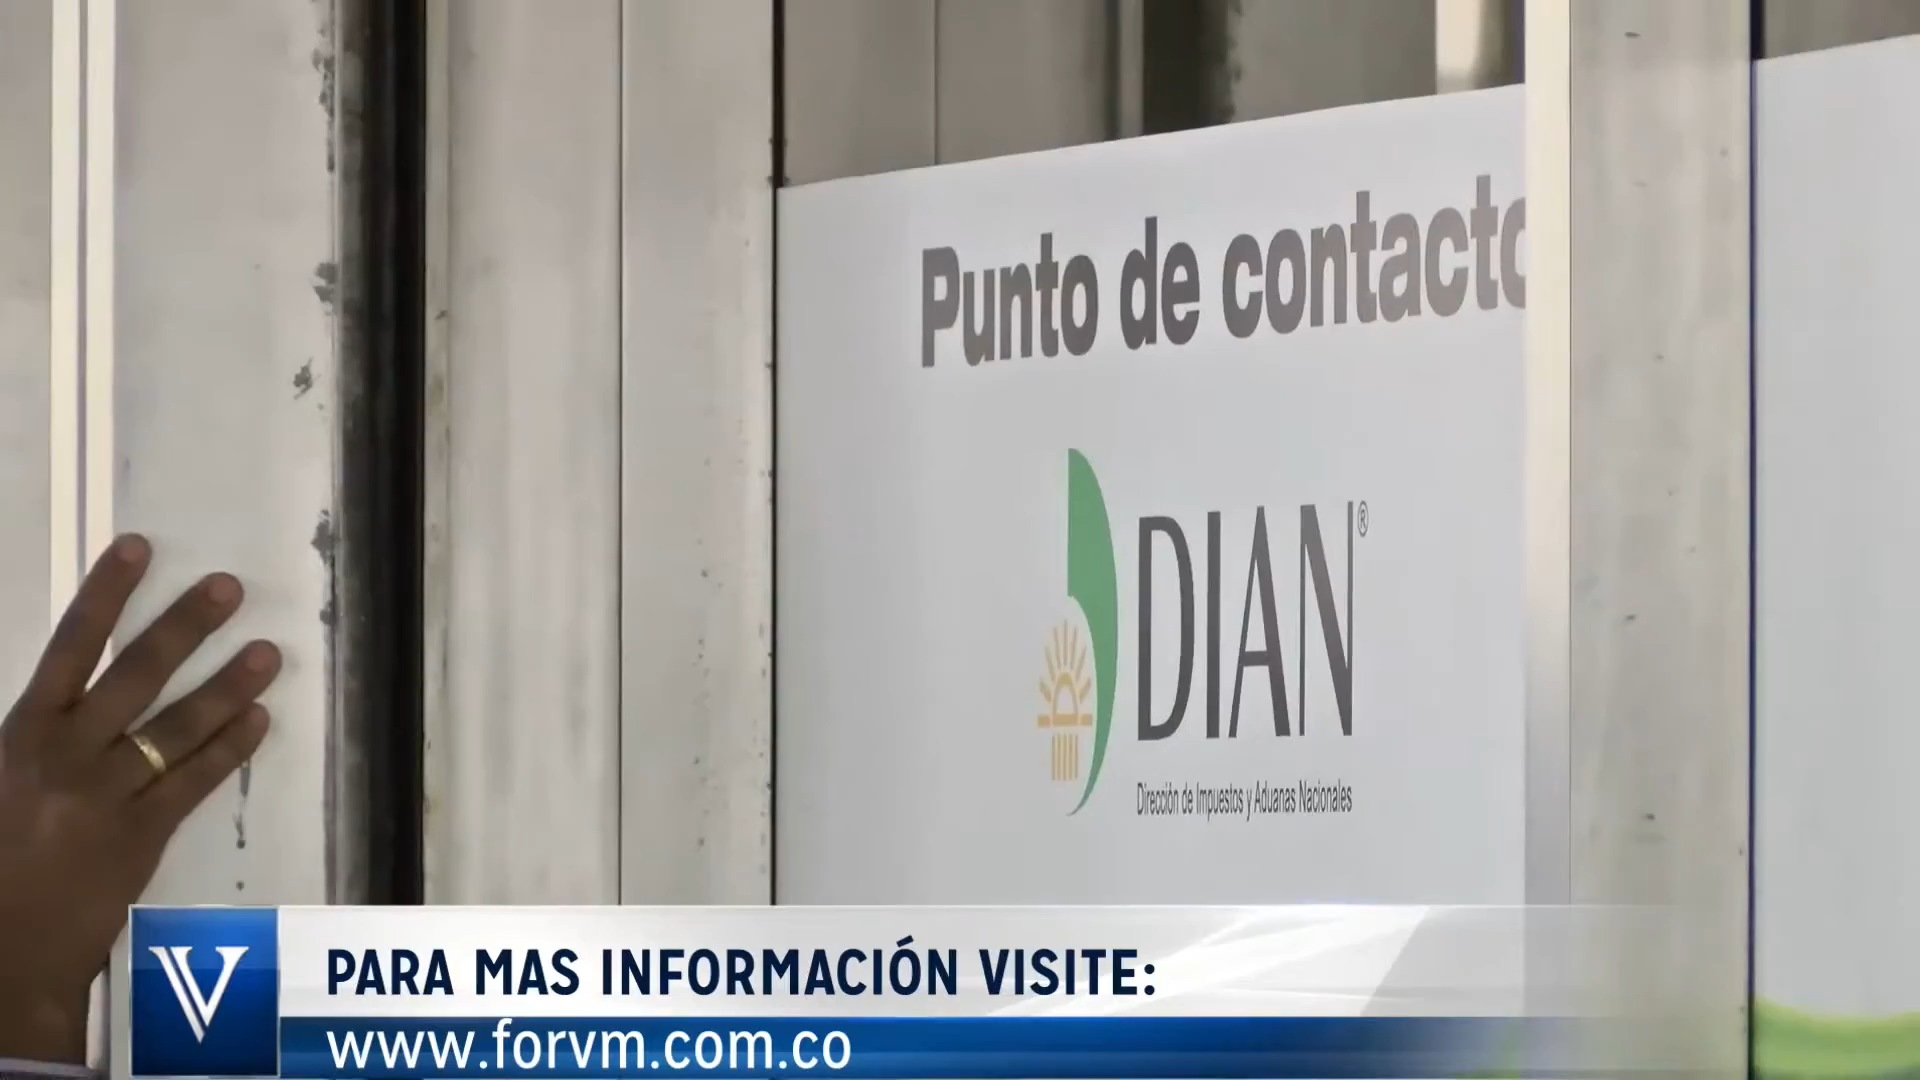 Punto de contacto
DIAN®
Dirección de Impuestos y Aduanas Nacionales
V
PARA MAS INFORMACIÓN VISITE:
www.forvm.com.co